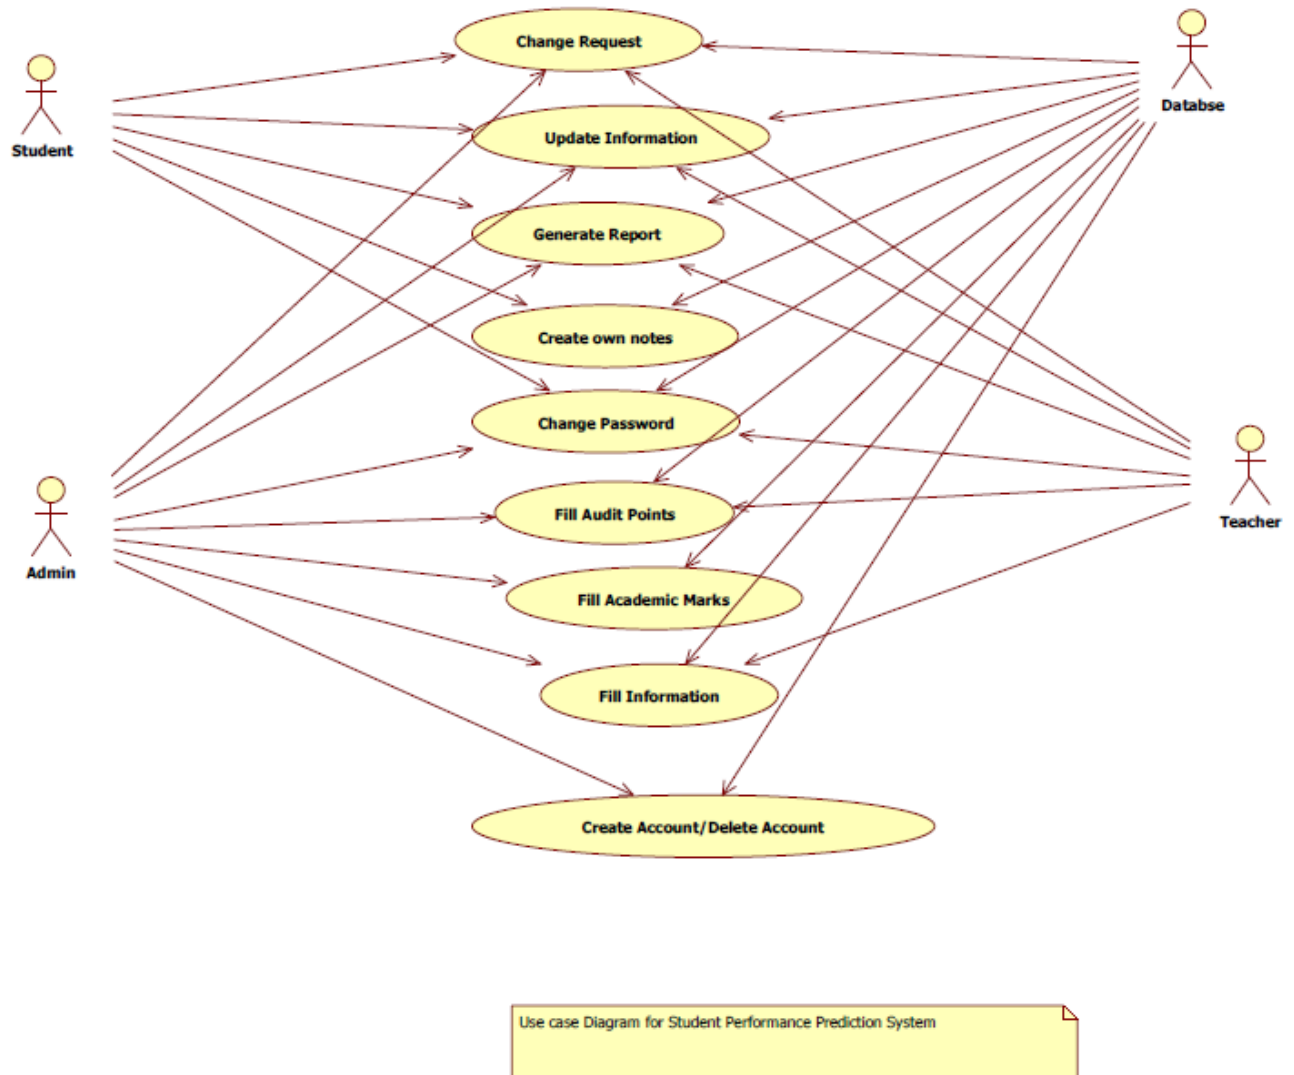 Change Request
Databse
Student
Update Information
Generate Report
Create own notes
Change Password
Fill Audit Points
Teacher
Admin
Fill Academic Marks
Fill Information
Create Account/Delete Account
Use case Diagram for Student Performance Prediction System